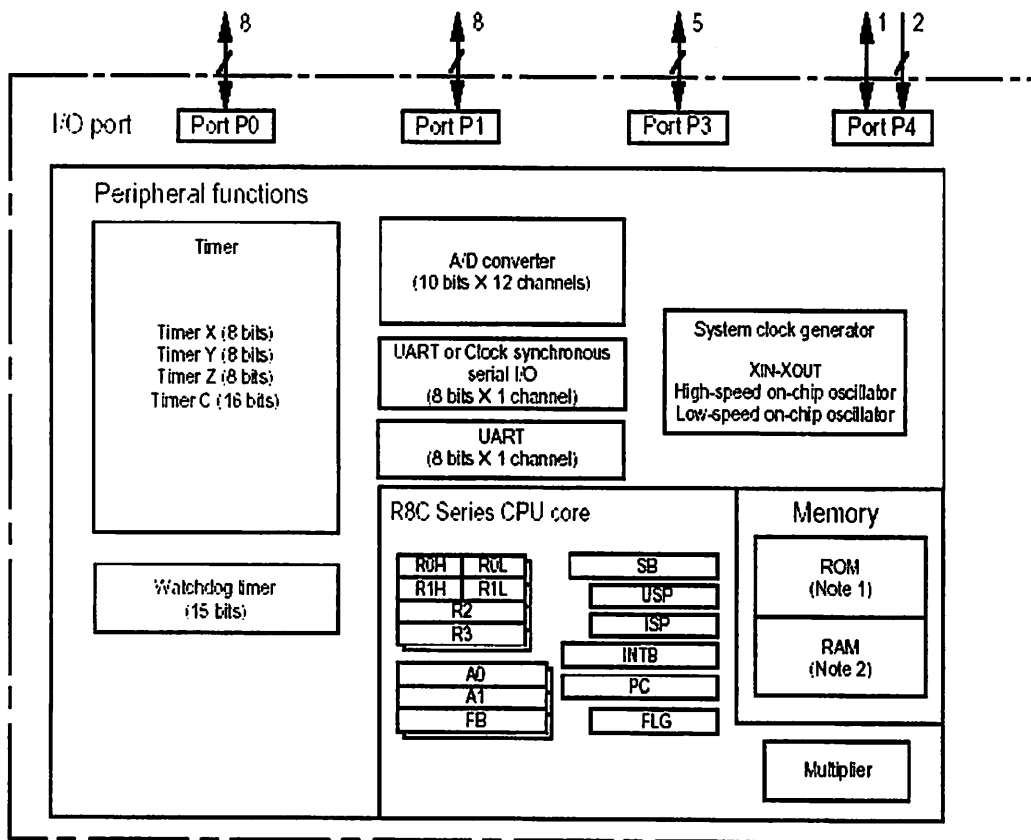 8 8 5 1 2
I/O port
Port P0
Port P1
Port P3
Port P4
Peripheral functions
Timer
Timer X (8 bits)
Timer Y (8 bits)
Timer Z (8 bits)
Timer C (16 bits)
Watchdog timer
(15 bits)
A/D converter
(10 bits X 12 channels)
UART or Clock synchronous
serial I/O
(8 bits X 1 channel)
UART
(8 bits X 1 channel)
System clock generator
XIN-XOUT
High-speed on-chip oscillator
Low-speed on-chip oscillator
R8C Series CPU core
R0H R0L
R1H R1L
R2
R3
A0
A1
FB
SB
USP
ISP
INTB
PC
FLG
Memory
ROM
(Note 1)
RAM
(Note 2)
Multiplier